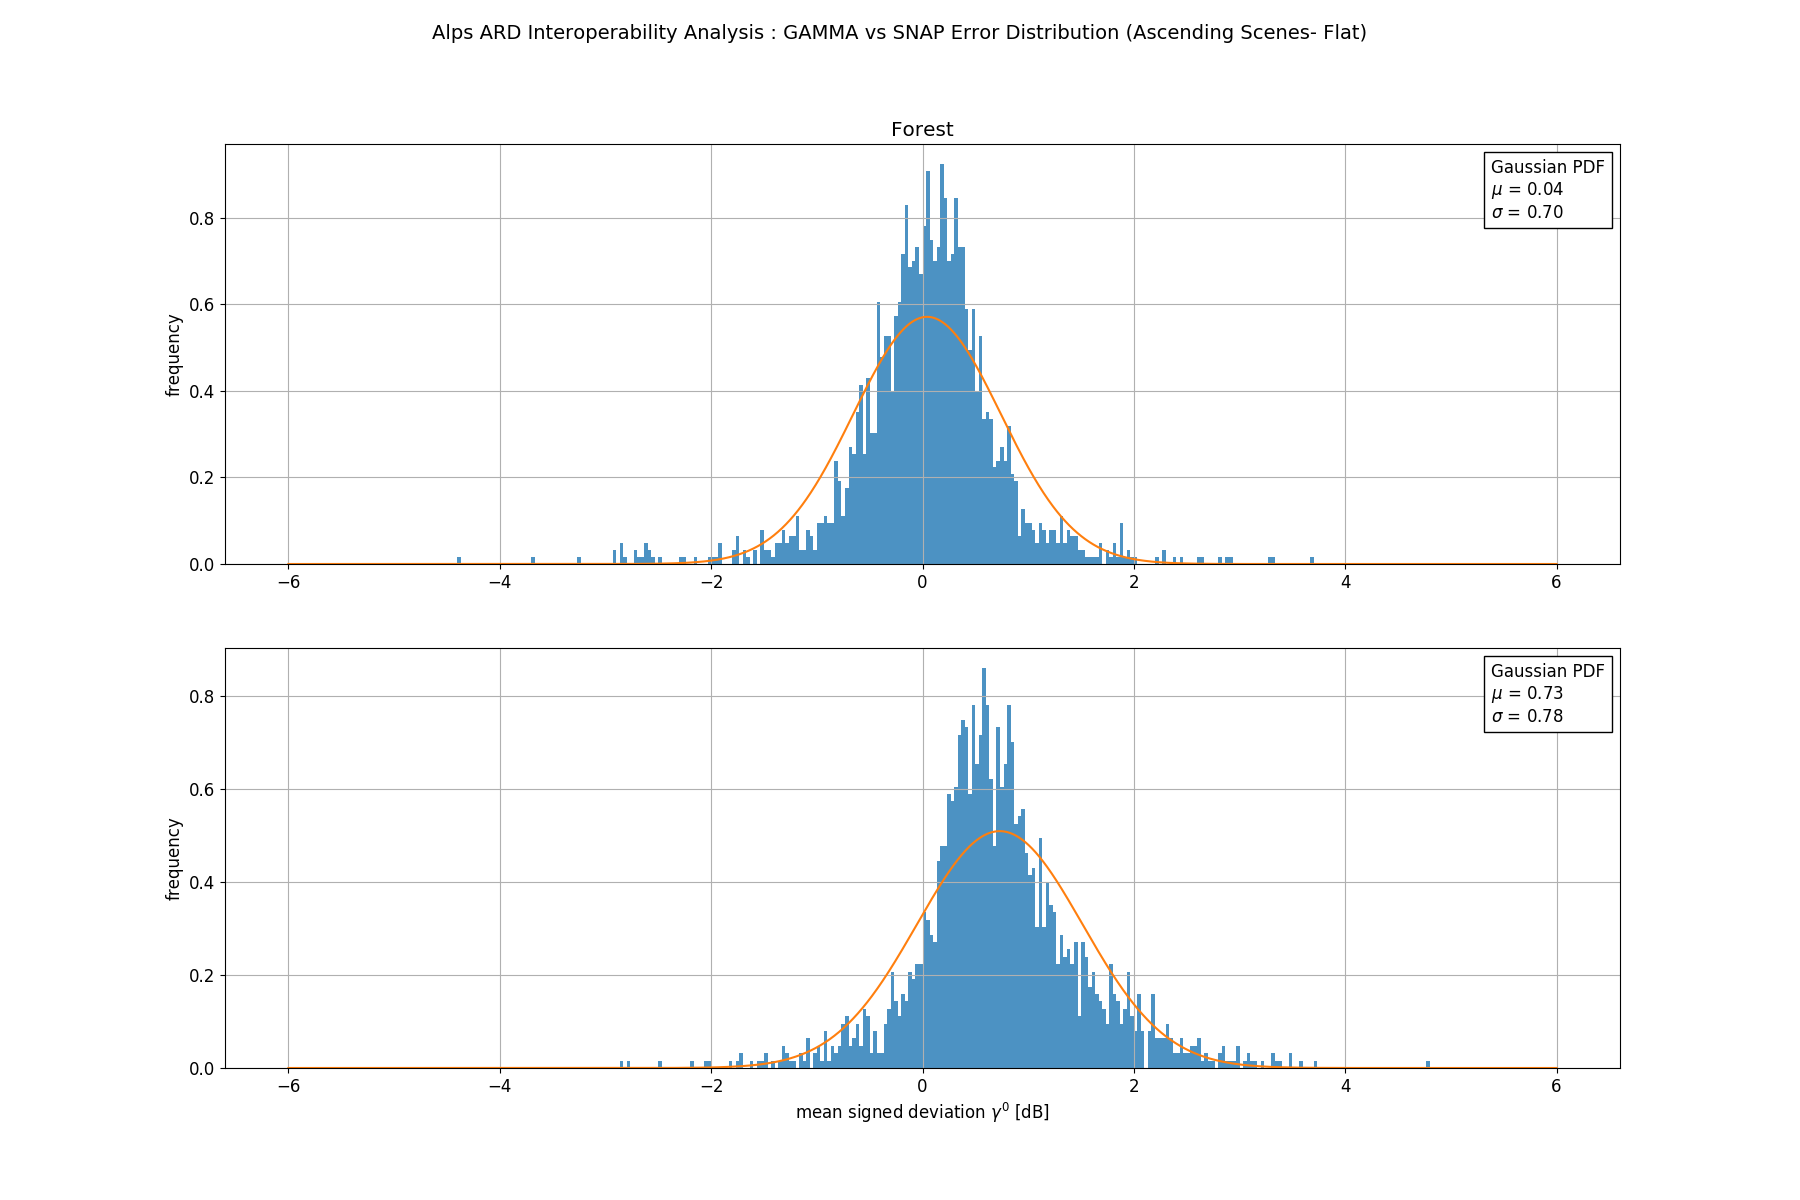 Alps ARD Interoperability Analysis : GAMMA vs SNAP Error Distribution (Ascending Scenes- Flat)
Forest
Gaussian PDF
μ = 0.04
σ = 0.70
frequency
0.8
0.6
0.4
0.2
0.0
−6 −4 −2 0 2 4 6
Gaussian PDF
μ = 0.73
σ = 0.78
frequency
0.8
0.6
0.4
0.2
0.0
−6 −4 −2 0 2 4 6
mean signed deviation γ⁰ [dB]